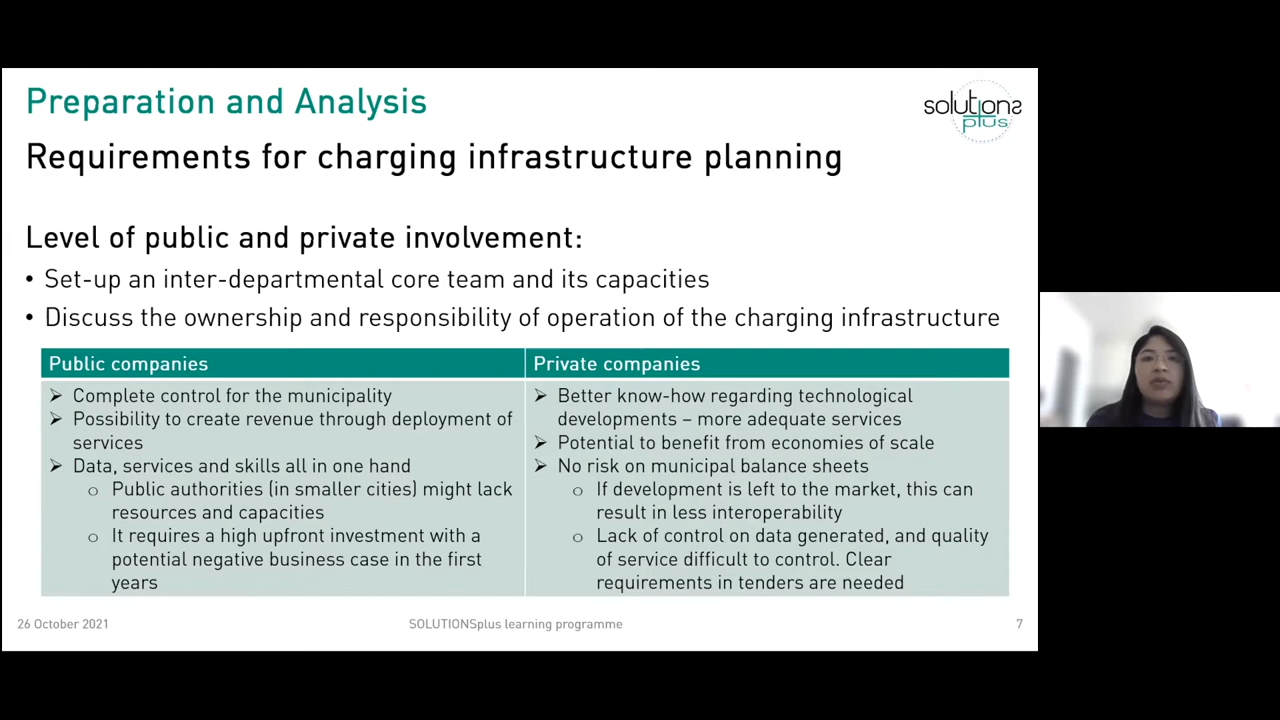 Preparation and Analysis
solutions
plus
Requirements for charging infrastructure planning
Level of public and private involvement:
• Set-up an inter-departmental core team and its capacities
• Discuss the ownership and responsibility of operation of the charging infrastructure
Public companies
➢ Complete control for the municipality
➢ Possibility to create revenue through deployment of
services
➢ Data, services and skills all in one hand
o Public authorities (in smaller cities) might lack
resources and capacities
o It requires a high upfront investment with a
potential negative business case in the first
years
Private companies
➢ Better know-how regarding technological
developments – more adequate services
➢ Potential to benefit from economies of scale
➢ No risk on municipal balance sheets
o If development is left to the market, this can
result in less interoperability
o Lack of control on data generated, and quality
of service difficult to control. Clear
requirements in tenders are needed
26 October 2021
SOLUTIONSplus learning programme
7